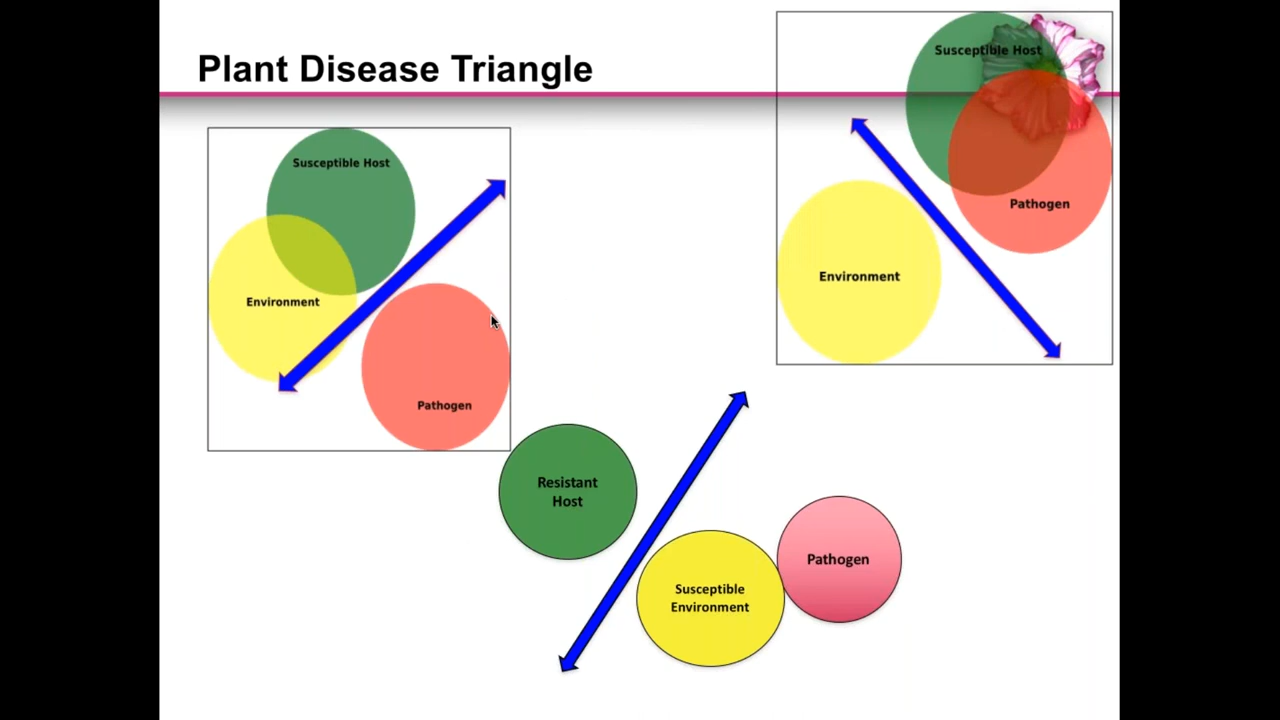 Plant Disease Triangle
Susceptible Host
Environment
Pathogen
Susceptible Host
Pathogen
Environment
Resistant
Host
Susceptible
Environment
Pathogen